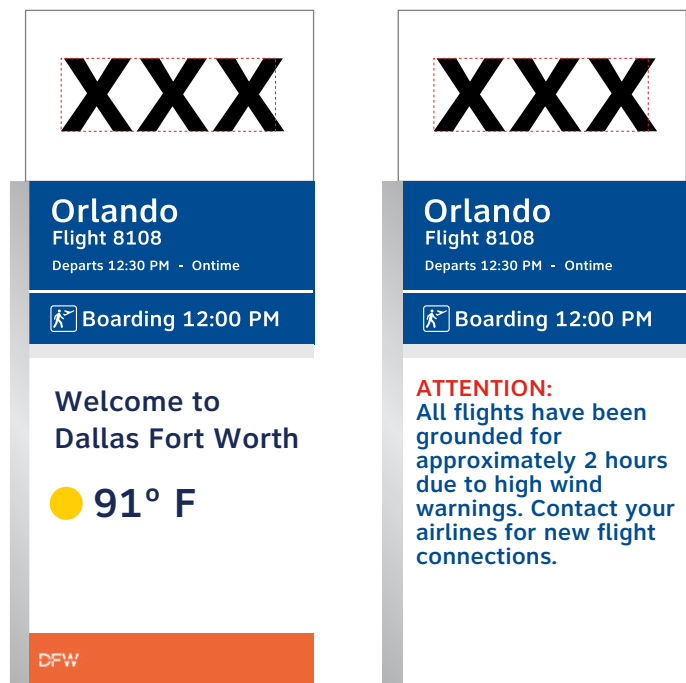 XXX
Orlando
Flight 8108
Departs 12:30 PM - Ontime
Boarding 12:00 PM
Welcome to
Dallas Fort Worth
91º F
DFW
XXX
Orlando
Flight 8108
Departs 12:30 PM - Ontime
Boarding 12:00 PM
ATTENTION:
All flights have been
grounded for
approximately 2 hours
due to high wind
warnings. Contact your
airlines for new flight
connections.